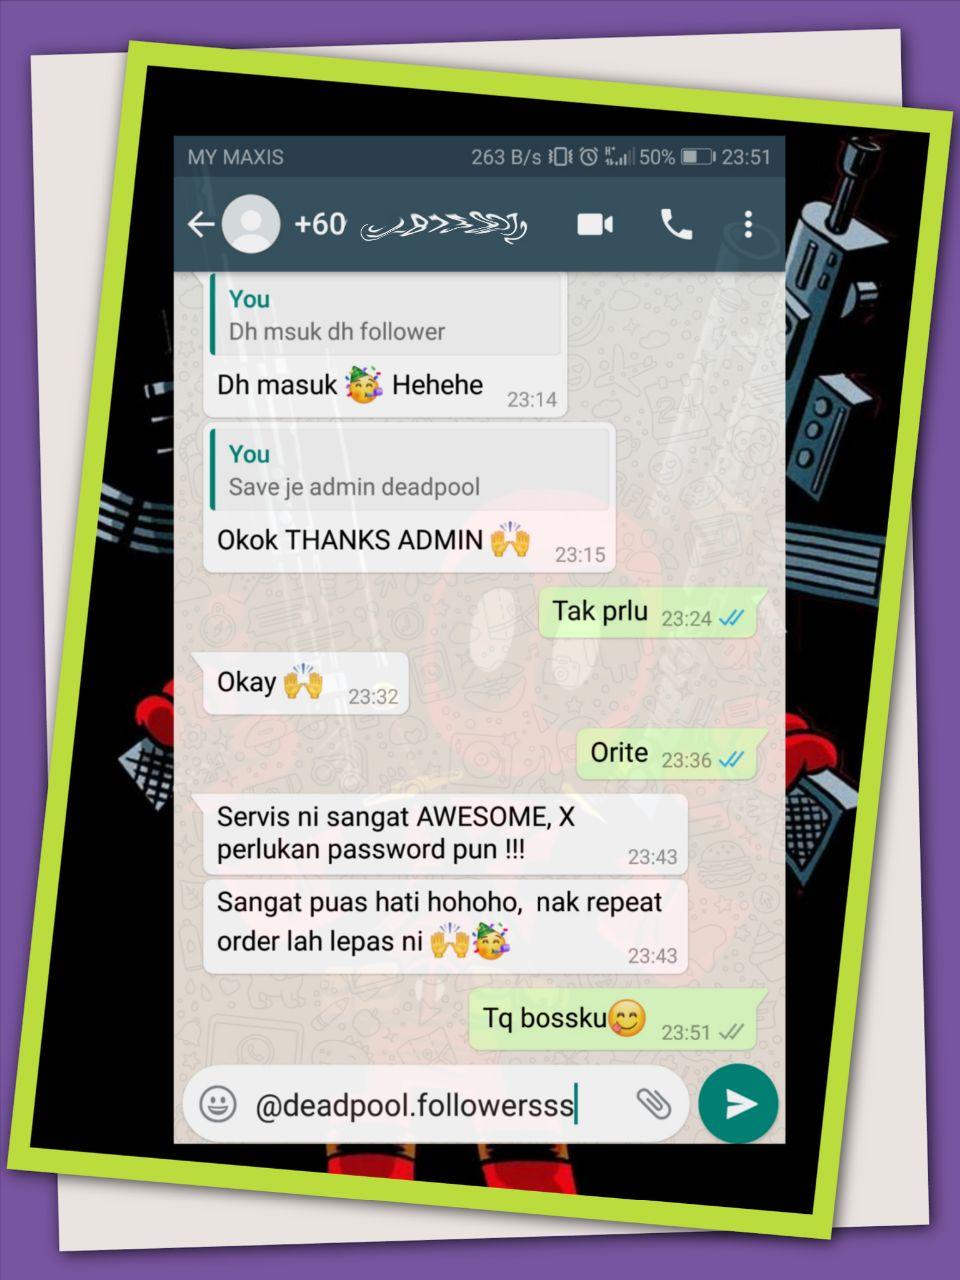 MY MAXIS 263 B/s 50% 23:51
+60
You
Dh msuk dh follower
Dh masuk 🥳 Hehehe 23:14
You
Save je admin deadpool
Okok THANKS ADMIN 🙌 23:15
Tak prlu 23:24
Okay 🙌 23:32
Orite 23:36
Servis ni sangat AWESOME, X
perlukan password pun !!! 23:43
Sangat puas hati hohoho, nak repeat
order lah lepas ni 🙌🥳 23:43
Tq bossku😋 23:51
@deadpool.followersss